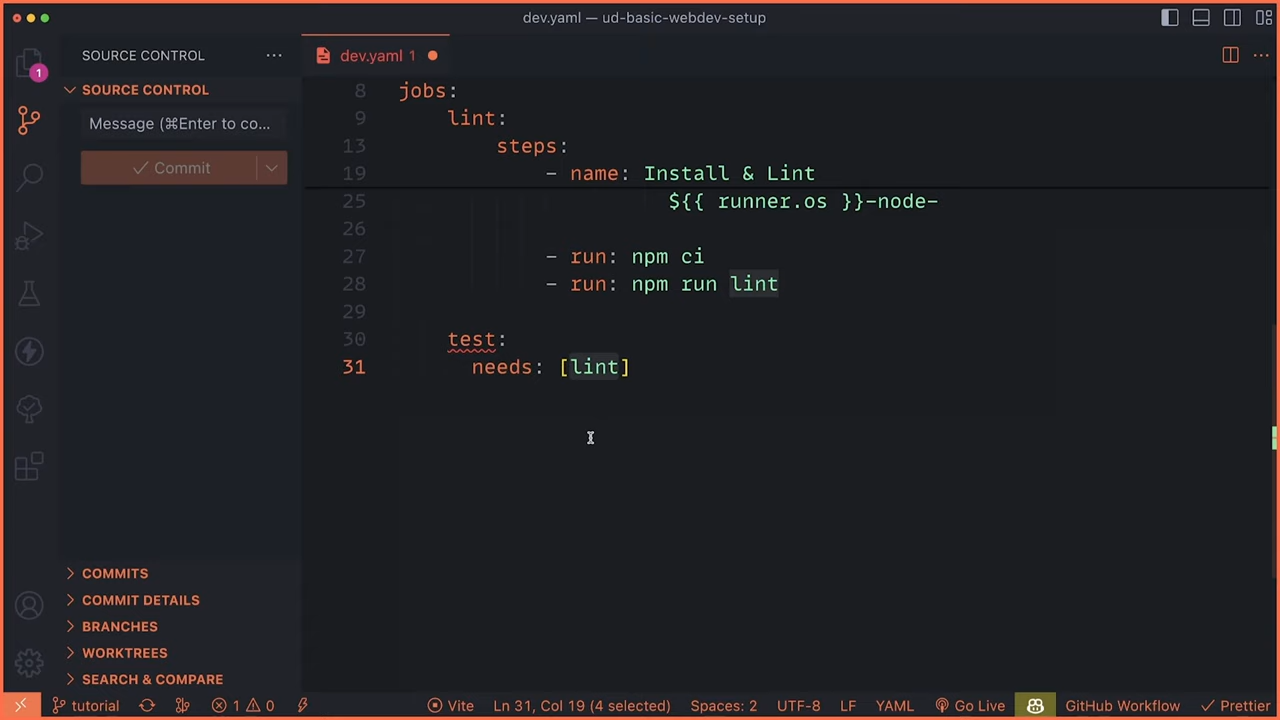 dev.yaml — ud-basic-webdev-setup
1
SOURCE CONTROL
SOURCE CONTROL
Message (⌘Enter to co...
Commit
COMMITS
COMMIT DETAILS
BRANCHES
WORKTREES
SEARCH & COMPARE
dev.yaml 1
8 jobs:
9 lint:
13 steps:
19 - name: Install & Lint
25 ${{ runner.os }}-node-
26
27 - run: npm ci
28 - run: npm run lint
29
30 test:
31 needs: [lint]
tutorial 1 0 Vite Ln 31, Col 19 (4 selected) Spaces: 2 UTF-8 LF YAML Go Live GitHub Workflow Prettier